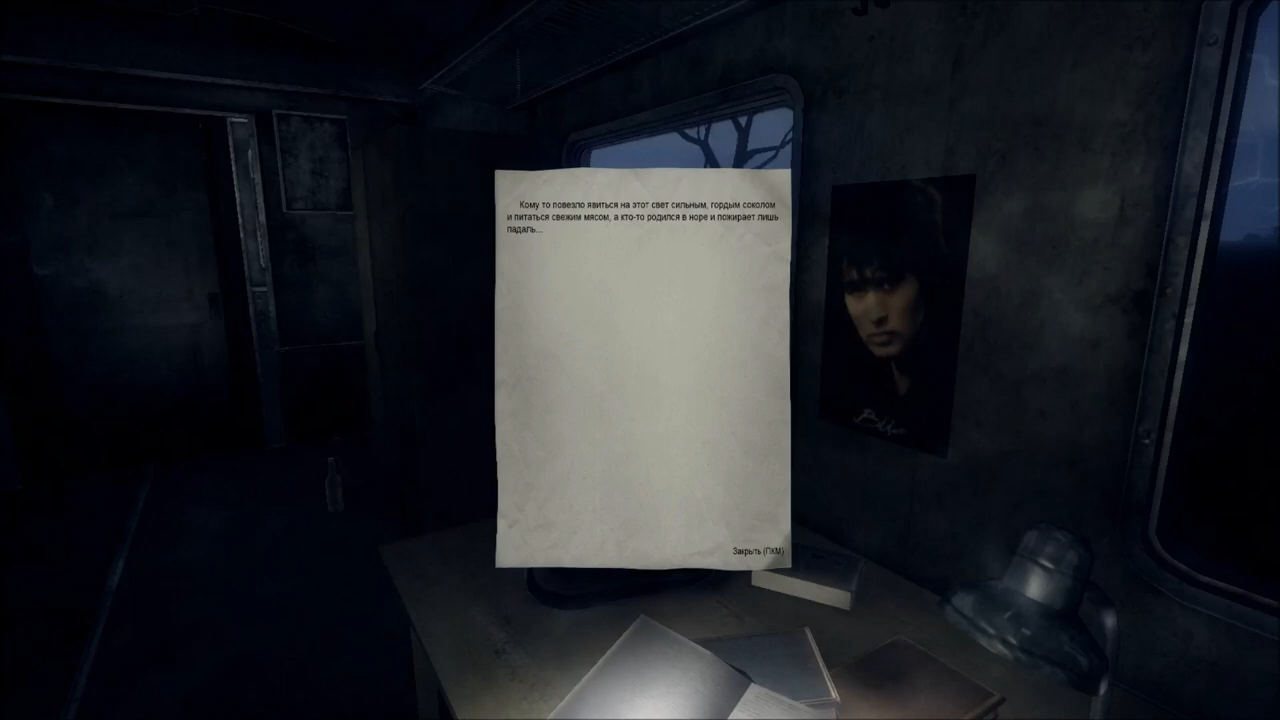 Кому то повезло явиться на этот свет сильным, гордым соколом
и питаться свежим мясом, а кто-то родился в норе и пожирает лишь
падаль...
Закрыть (ПКМ)